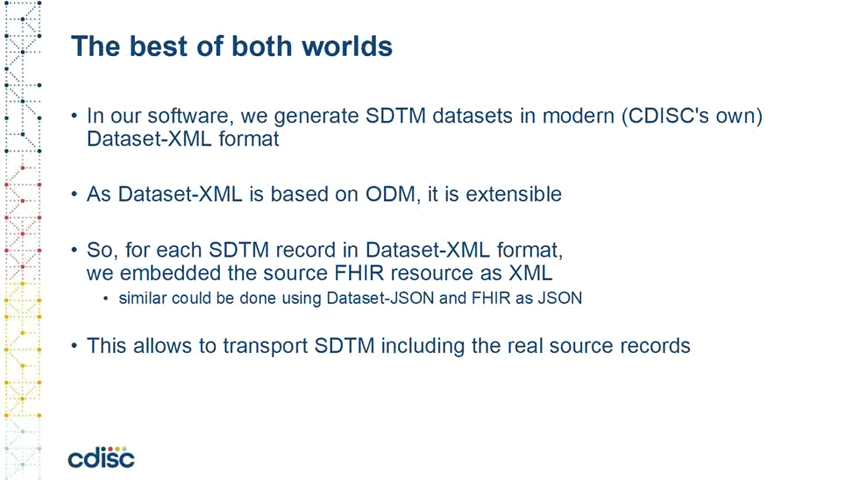 The best of both worlds
• In our software, we generate SDTM datasets in modern (CDISC's own)
Dataset-XML format
• As Dataset-XML is based on ODM, it is extensible
• So, for each SDTM record in Dataset-XML format,
we embedded the source FHIR resource as XML
• similar could be done using Dataset-JSON and FHIR as JSON
• This allows to transport SDTM including the real source records
cdisc